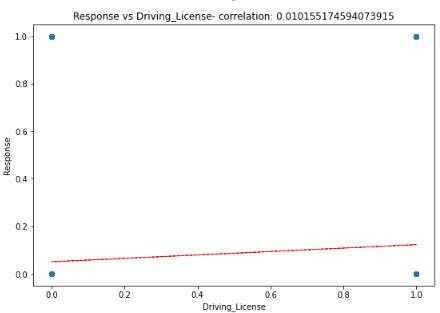 Response vs Driving_License- correlation: 0.010155174594073915
1.0
0.8
0.6
0.4
0.2
0.0
Response
0.0 0.2 0.4 0.6 0.8 1.0
Driving_License